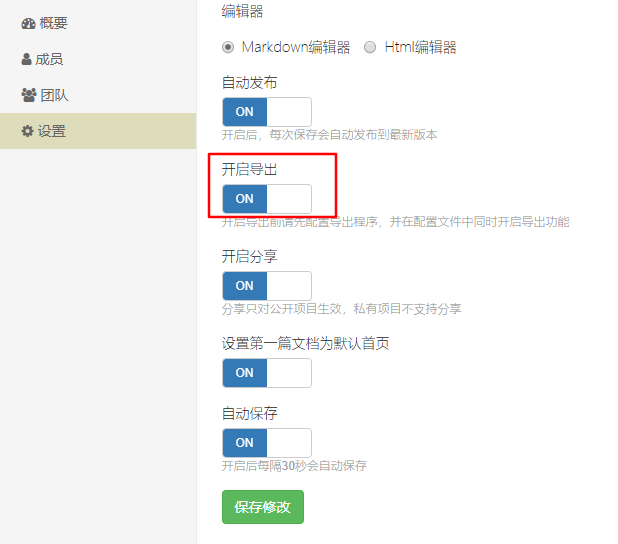 概要
成员
团队
设置
编辑器
Markdown编辑器 Html编辑器
自动发布
ON
开启后，每次保存会自动发布到最新版本
开启导出
ON
开启导出前请先配置导出程序，并在配置文件中同时开启导出功能
开启分享
ON
分享只对公开项目生效，私有项目不支持分享
设置第一篇文档为默认首页
ON
自动保存
ON
开启后每隔30秒会自动保存
保存修改